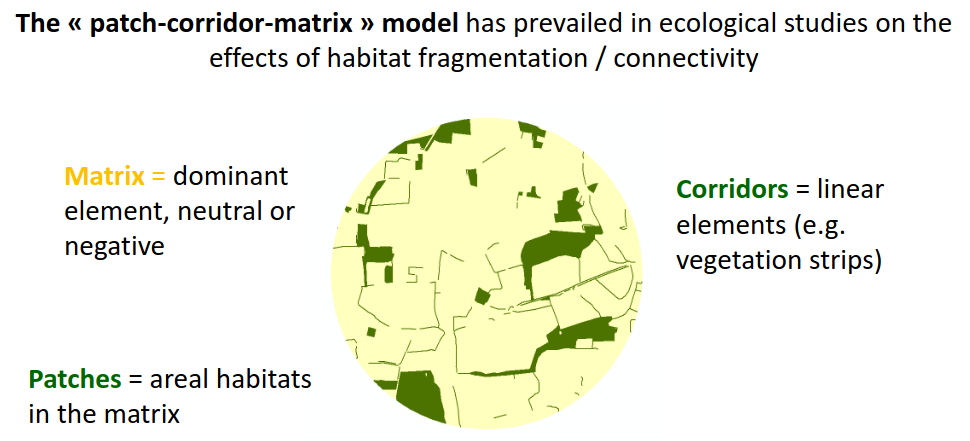 The « patch-corridor-matrix » model has prevailed in ecological studies on the
effects of habitat fragmentation / connectivity
Matrix = dominant
element, neutral or
negative
Corridors = linear
elements (e.g.
vegetation strips)
Patches = areal habitats
in the matrix